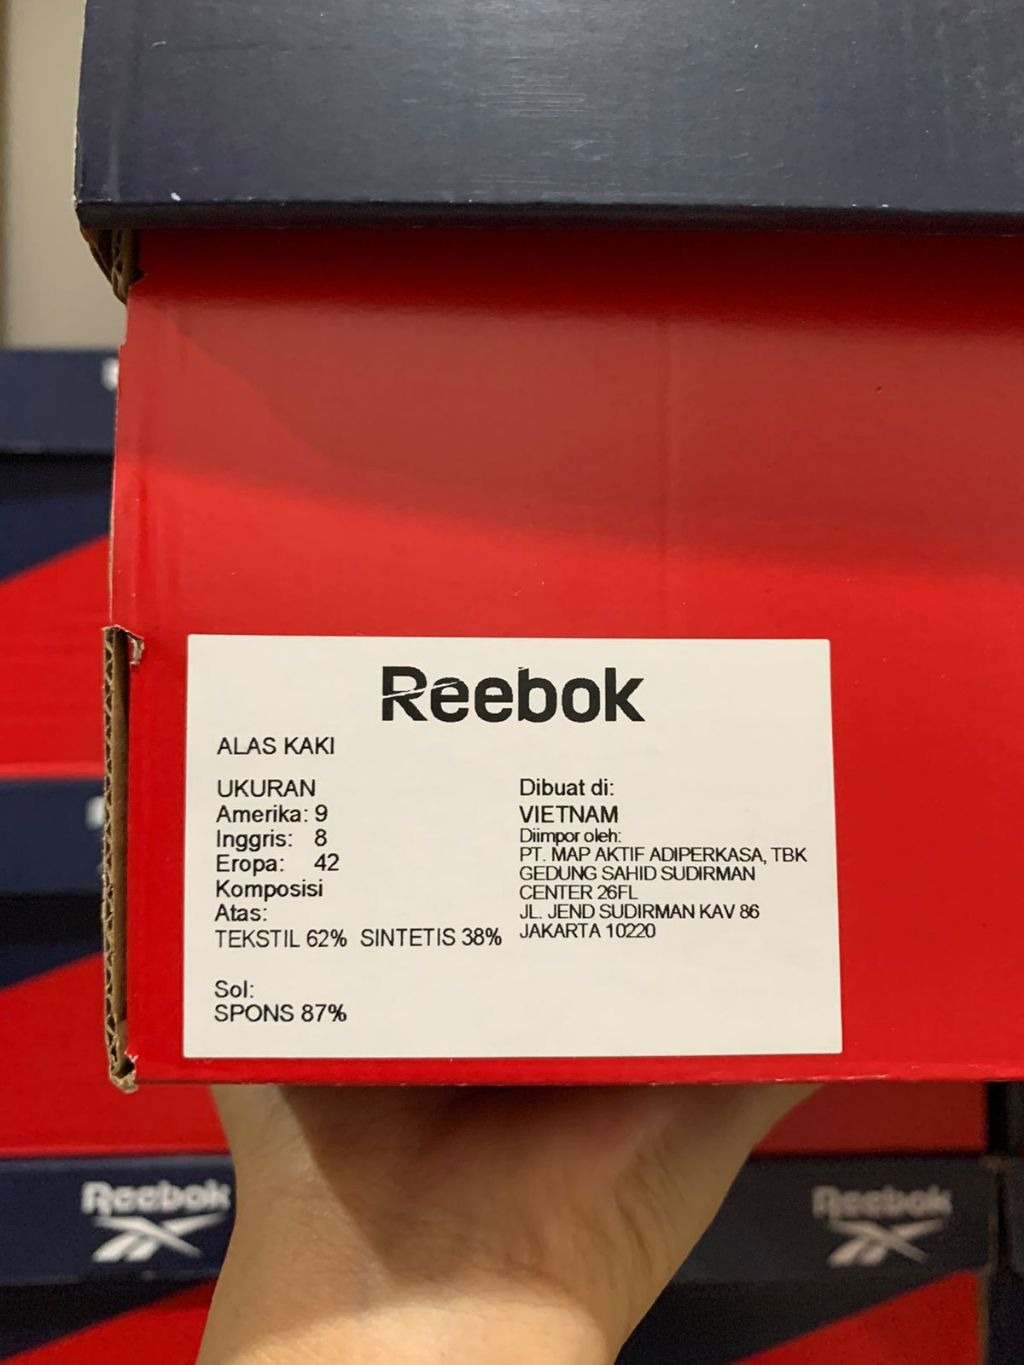 Reebok
ALAS KAKI
UKURAN
Amerika: 9
Inggris: 8
Eropa: 42
Komposisi
Atas:
TEKSTIL 62% SINTETIS 38%
Sol:
SPONS 87%
Dibuat di:
VIETNAM
Diimpor oleh:
PT. MAP AKTIF ADIPERKASA, TBK
GEDUNG SAHID SUDIRMAN
CENTER 26FL
JL. JEND SUDIRMAN KAV 86
JAKARTA 10220
Reebok
Reebok